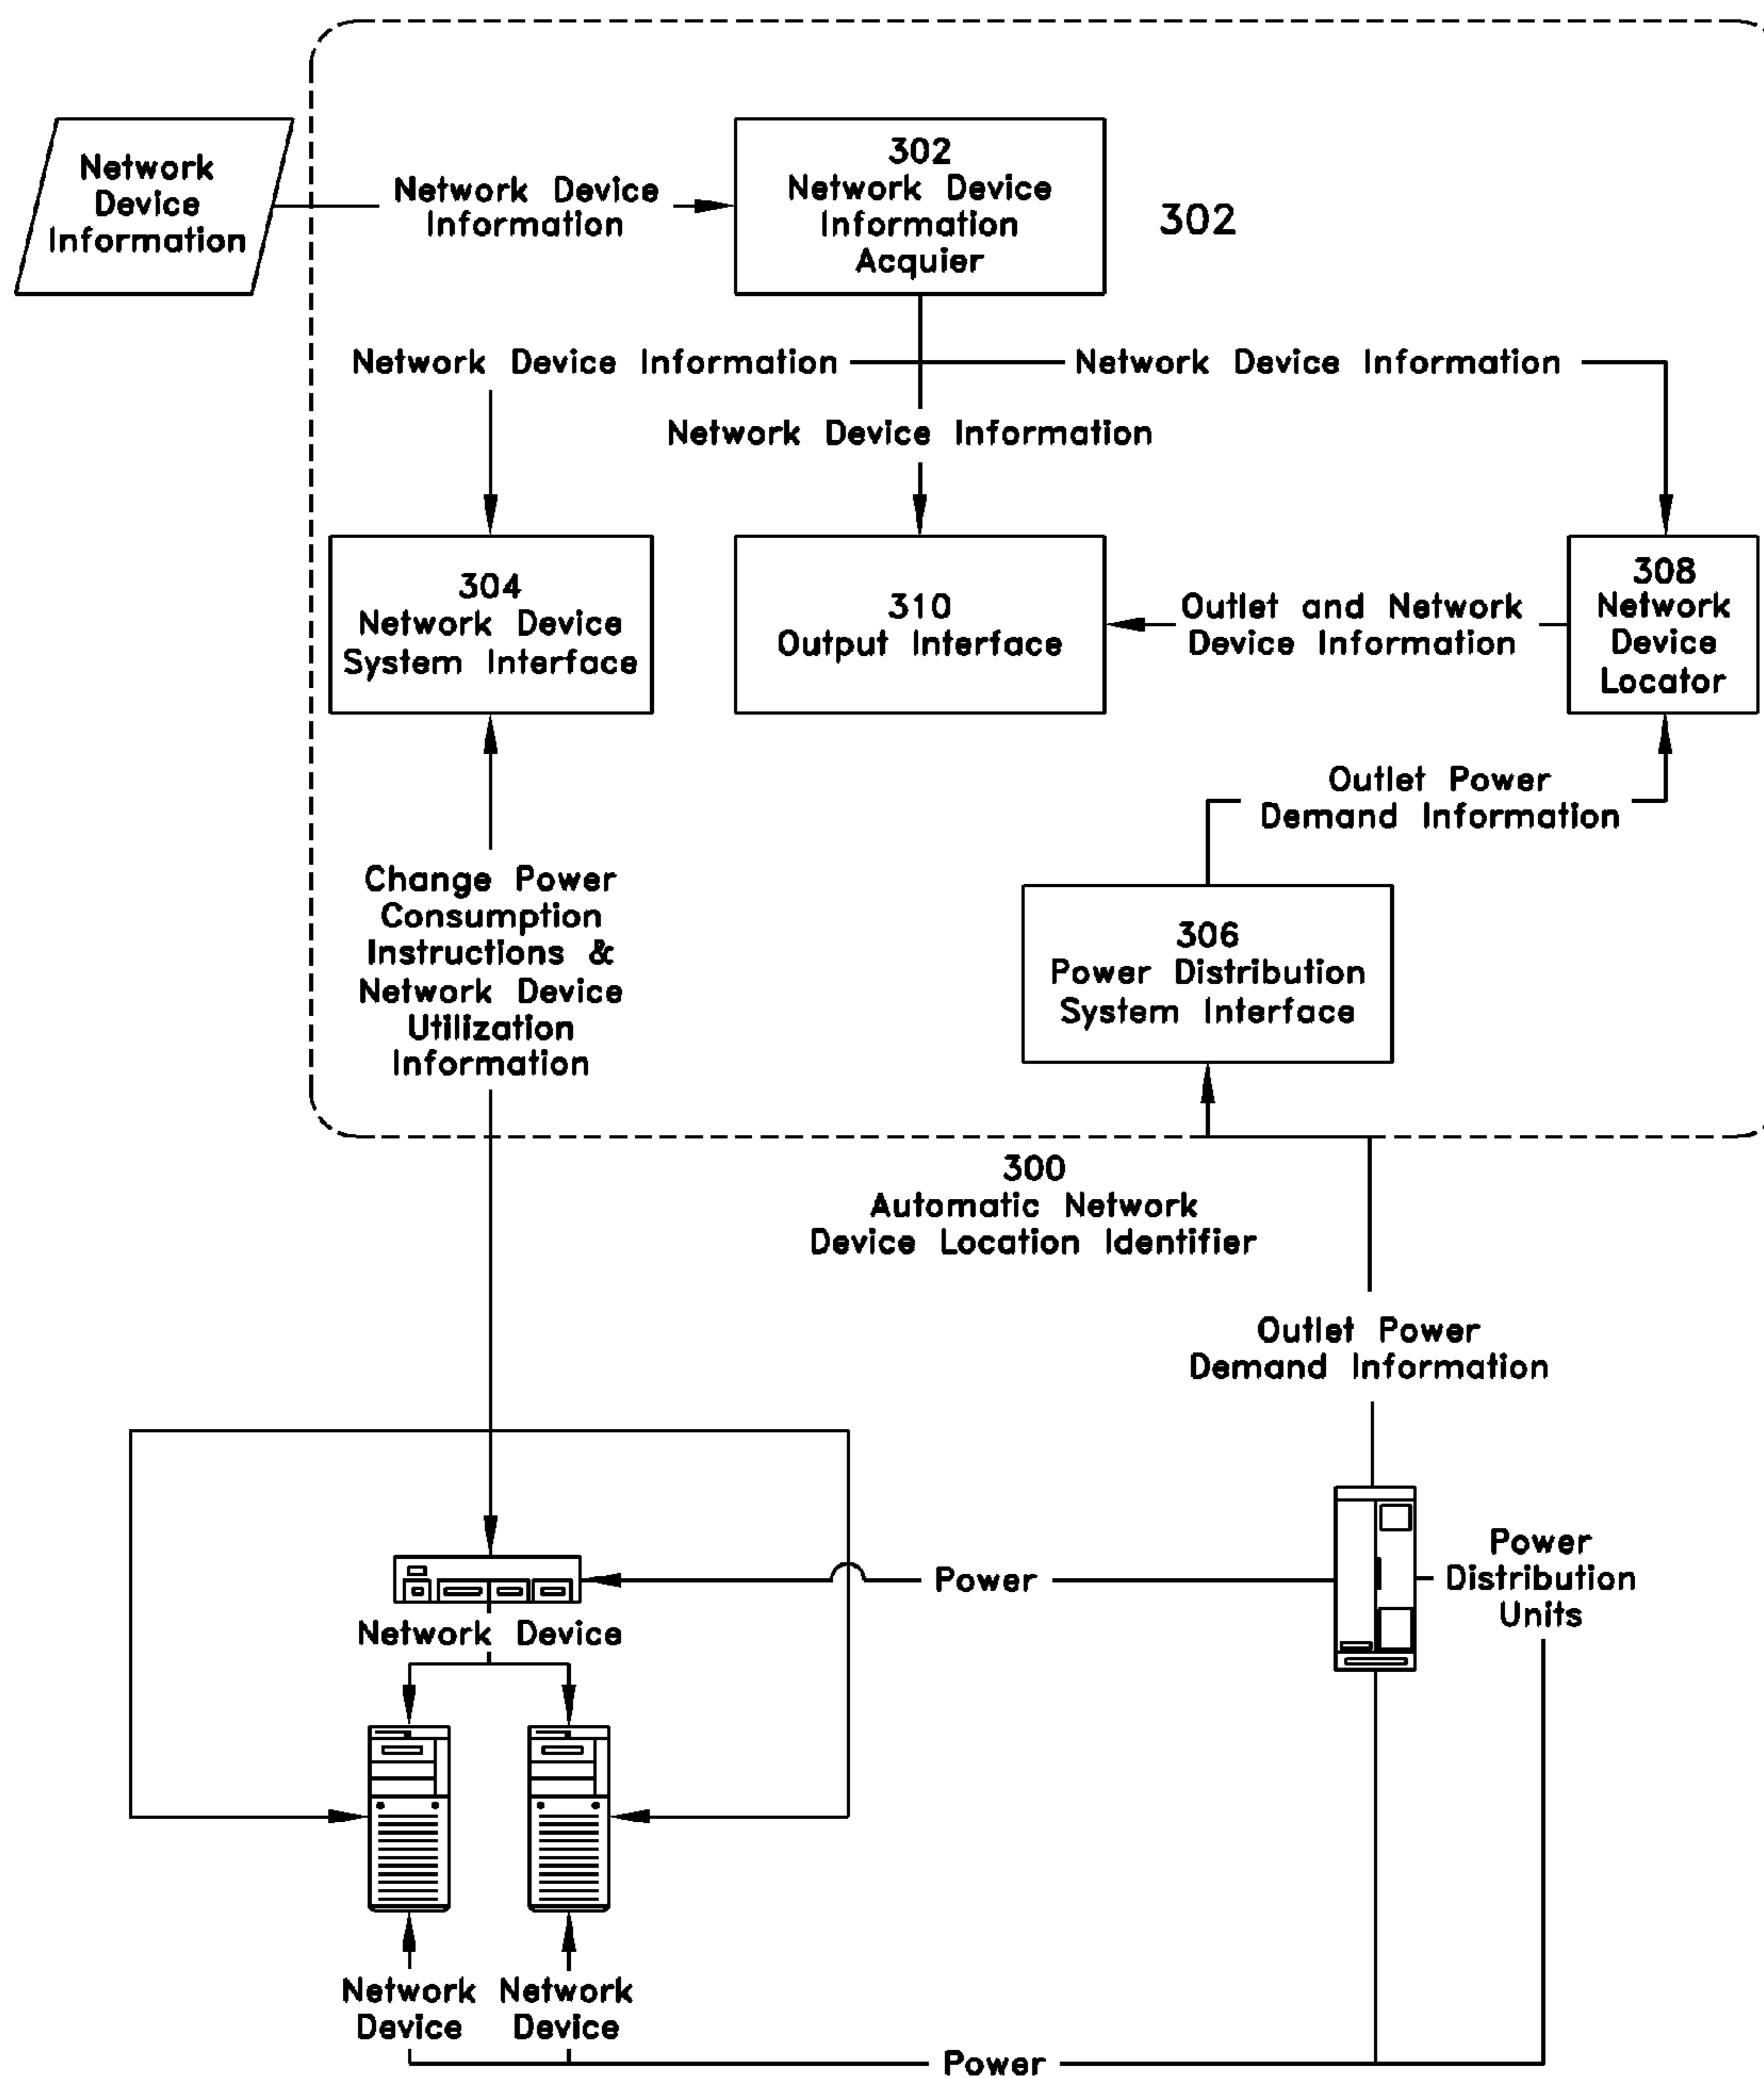 Network
Device
Information
Network Device
Information
302
Network Device
Information
Acquier
302
Network Device Information
Network Device Information
Network Device Information
304
Network Device
System Interface
310
Output Interface
Outlet and Network
Device Information
308
Network
Device
Locator
Outlet Power
Demand Information
Change Power
Consumption
Instructions &
Network Device
Utilization
Information
306
Power Distribution
System Interface
300
Automatic Network
Device Location Identifier
Outlet Power
Demand Information
Power
Power
Distribution
Units
Network Device
Network
Device
Network
Device
Power